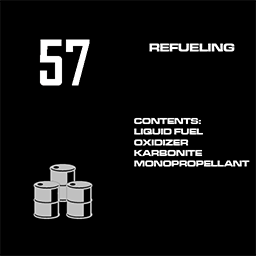 57
REFUELING
CONTENTS:
LIQUID FUEL
OXIDIZER
KARBONITE
MONOPROPELLANT